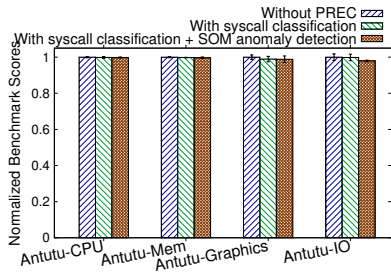 Without PREC
With syscall classification
With syscall classification + SOM anomaly detection
Normalized Benchmark Scores
1
0.8
0.6
0.4
0.2
0
Antutu-CPU
Antutu-Mem
Antutu-Graphics
Antutu-IO